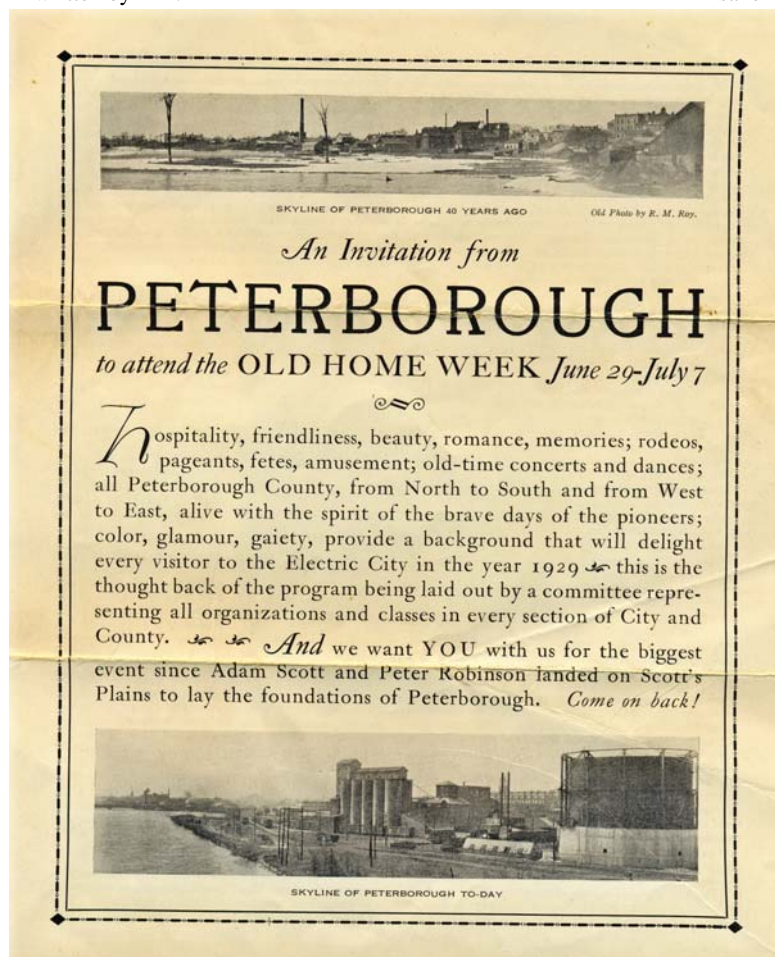 SKYLINE OF PETERBOROUGH 40 YEARS AGO
Old Photo by R. M. Roy.
An Invitation from
PETERBOROUGH
to attend the OLD HOME WEEK June 29-July 7
Hospitality, friendliness, beauty, romance, memories; rodeos,
pageants, fetes, amusement; old-time concerts and dances;
all Peterborough County, from North to South and from West
to East, alive with the spirit of the brave days of the pioneers;
color, glamour, gaiety, provide a background that will delight
every visitor to the Electric City in the year 1929 this is the
thought back of the program being laid out by a committee repre-
senting all organizations and classes in every section of City and
County. And we want YOU with us for the biggest
event since Adam Scott and Peter Robinson landed on Scott's
Plains to lay the foundations of Peterborough. Come on back!
SKYLINE OF PETERBOROUGH TO-DAY